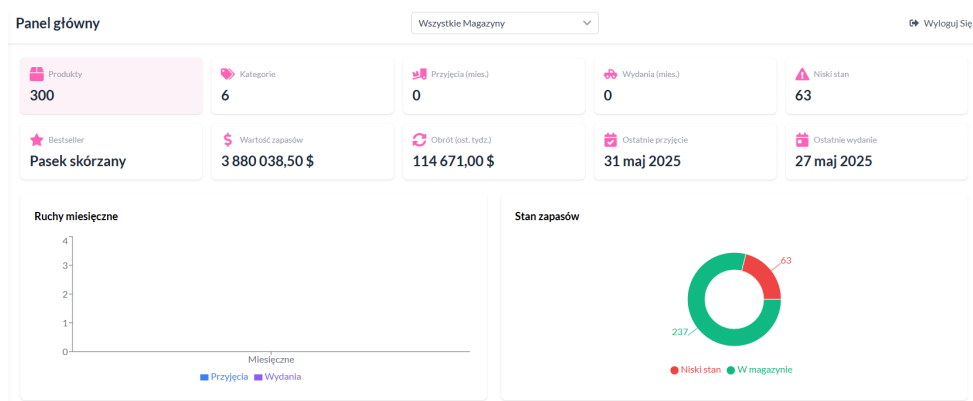 Panel główny
Wszystkie Magazyny
Wyloguj Się
Produkty
300
Kategorie
6
Przyjęcia (mies.)
0
Wydania (mies.)
0
Niski stan
63
Bestseller
Pasek skórzany
Wartość zapasów
3 880 038,50 $
Obrót (ost. tydz.)
114 671,00 $
Ostatnie przyjęcie
31 maj 2025
Ostatnie wydanie
27 maj 2025
Ruchy miesięczne
4
3
2
1
0
Miesięczne
Przyjęcia Wydania
Stan zapasów
63
237
Niski stan W magazynie